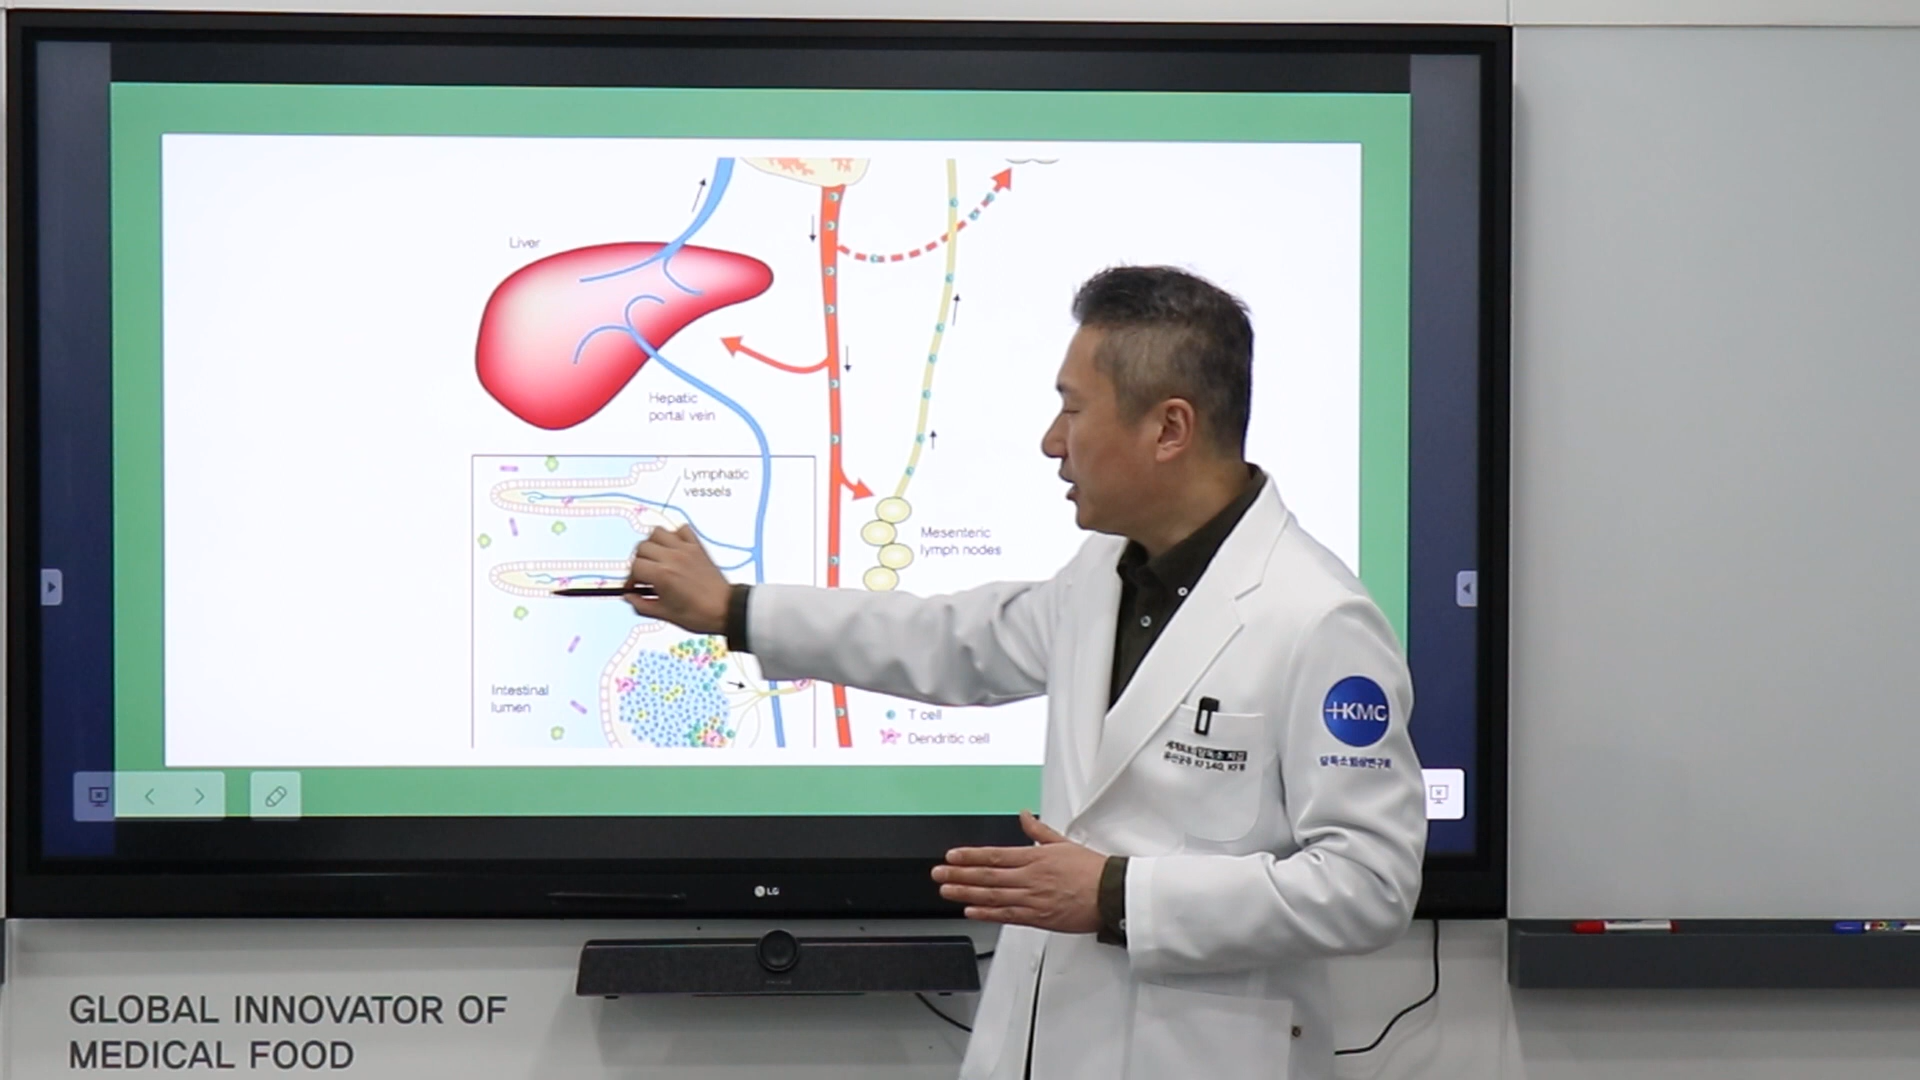 Liver
Hepatic
portal vein
Lymphatic
vessels
Mesenteric
lymph nodes
Intestinal
lumen
T cell
Dendritic cell
HKMG
LG
GLOBAL INNOVATOR OF
MEDICAL FOOD